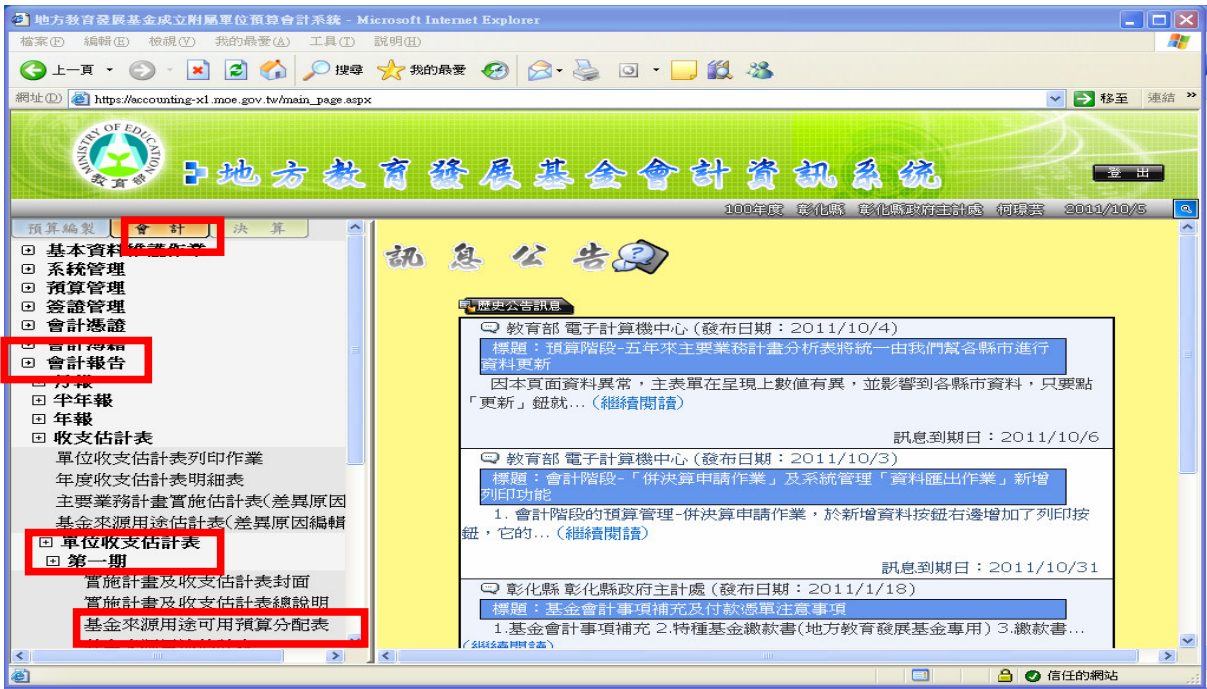 地方教育發展基金成立附屬單位預算會計系統 - Microsoft Internet Explorer
檔案(F) 編輯(E) 檢視(V) 我的最愛(A) 工具(T) 說明(H)
上一頁 搜尋 我的最愛
網址(D) https://accounting-x1.moe.gov.tw/main_page.aspx 移至 連結 »
MINISTRY OF EDUCATION
教育部
地方教育發展基金會計資訊系統
登 出
100年度 彰化縣 彰化縣政府主計處 2011/10/5
預算編製 會 計 決 算
基本資料維護作業
系統管理
預算管理
簽證管理
會計憑證
會計簿籍
會計報告
月報
半年報
年報
收支估計表
單位收支估計表列印作業
年度收支估計表明細表
主要業務計畫實施估計表(差異原因
基金來源用途估計表(差異原因編輯
單位收支估計表
第一期
實施計畫及收支估計表封面
實施計畫及收支估計表總說明
基金來源用途可用預算分配表
訊息公告
歷史公告訊息
教育部 電子計算機中心 (發布日期：2011/10/4)
標題：預算階段-五年來主要業務計畫分析表將統一由我們幫各縣市進行
資料更新
因本頁面資料異常，主表單在呈現上數值有異，並影響到各縣市資料，只要點
「更新」鈕就...（繼續閱讀）
訊息到期日：2011/10/6
教育部 電子計算機中心 (發布日期：2011/10/3)
標題：會計階段-「併決算申請作業」及系統管理「資料匯出作業」新增
列印功能
1. 會計階段的預算管理-併決算申請作業，於新增資料按鈕右邊增加了列印按
鈕，它的...（繼續閱讀）
訊息到期日：2011/10/31
彰化縣 彰化縣政府主計處 (發布日期：2011/1/18)
標題：基金會計事項補充及付款憑單注意事項
1.基金會計事項補充 2.特種基金繳款書(地方教育發展基金專用) 3.繳款書...
(繼續閱讀)
信任的網站